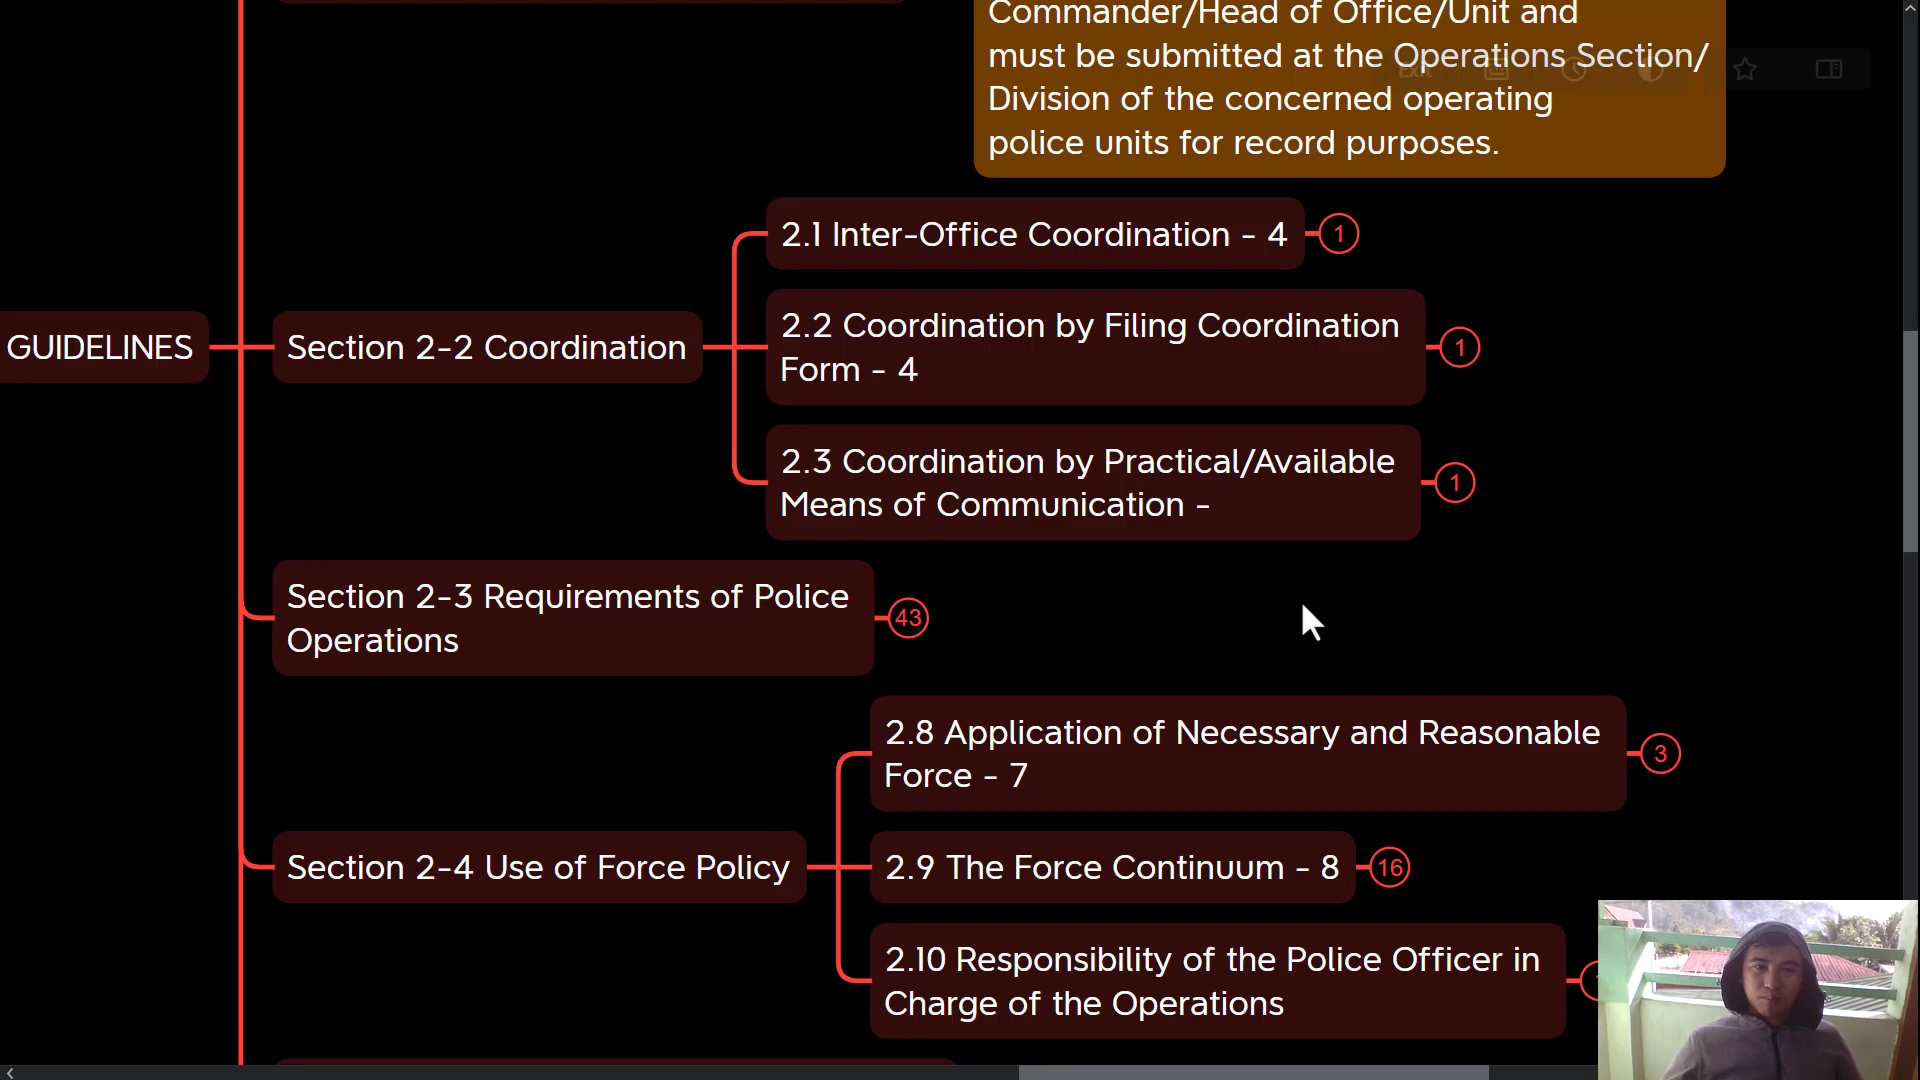 Commander/Head of Office/Unit and
must be submitted at the Operations Section/
Exit
Division of the concerned operating
police units for record purposes.
2.1 Inter-Office Coordination - 4
1
2.2 Coordination by Filing Coordination
Form - 4
1
GUIDELINES
Section 2-2 Coordination
2.3 Coordination by Practical/Available
Means of Communication -
1
Section 2-3 Requirements of Police
Operations
43
2.8 Application of Necessary and Reasonable
Force - 7
3
Section 2-4 Use of Force Policy
2.9 The Force Continuum - 8
16
2.10 Responsibility of the Police Officer in
Charge of the Operations